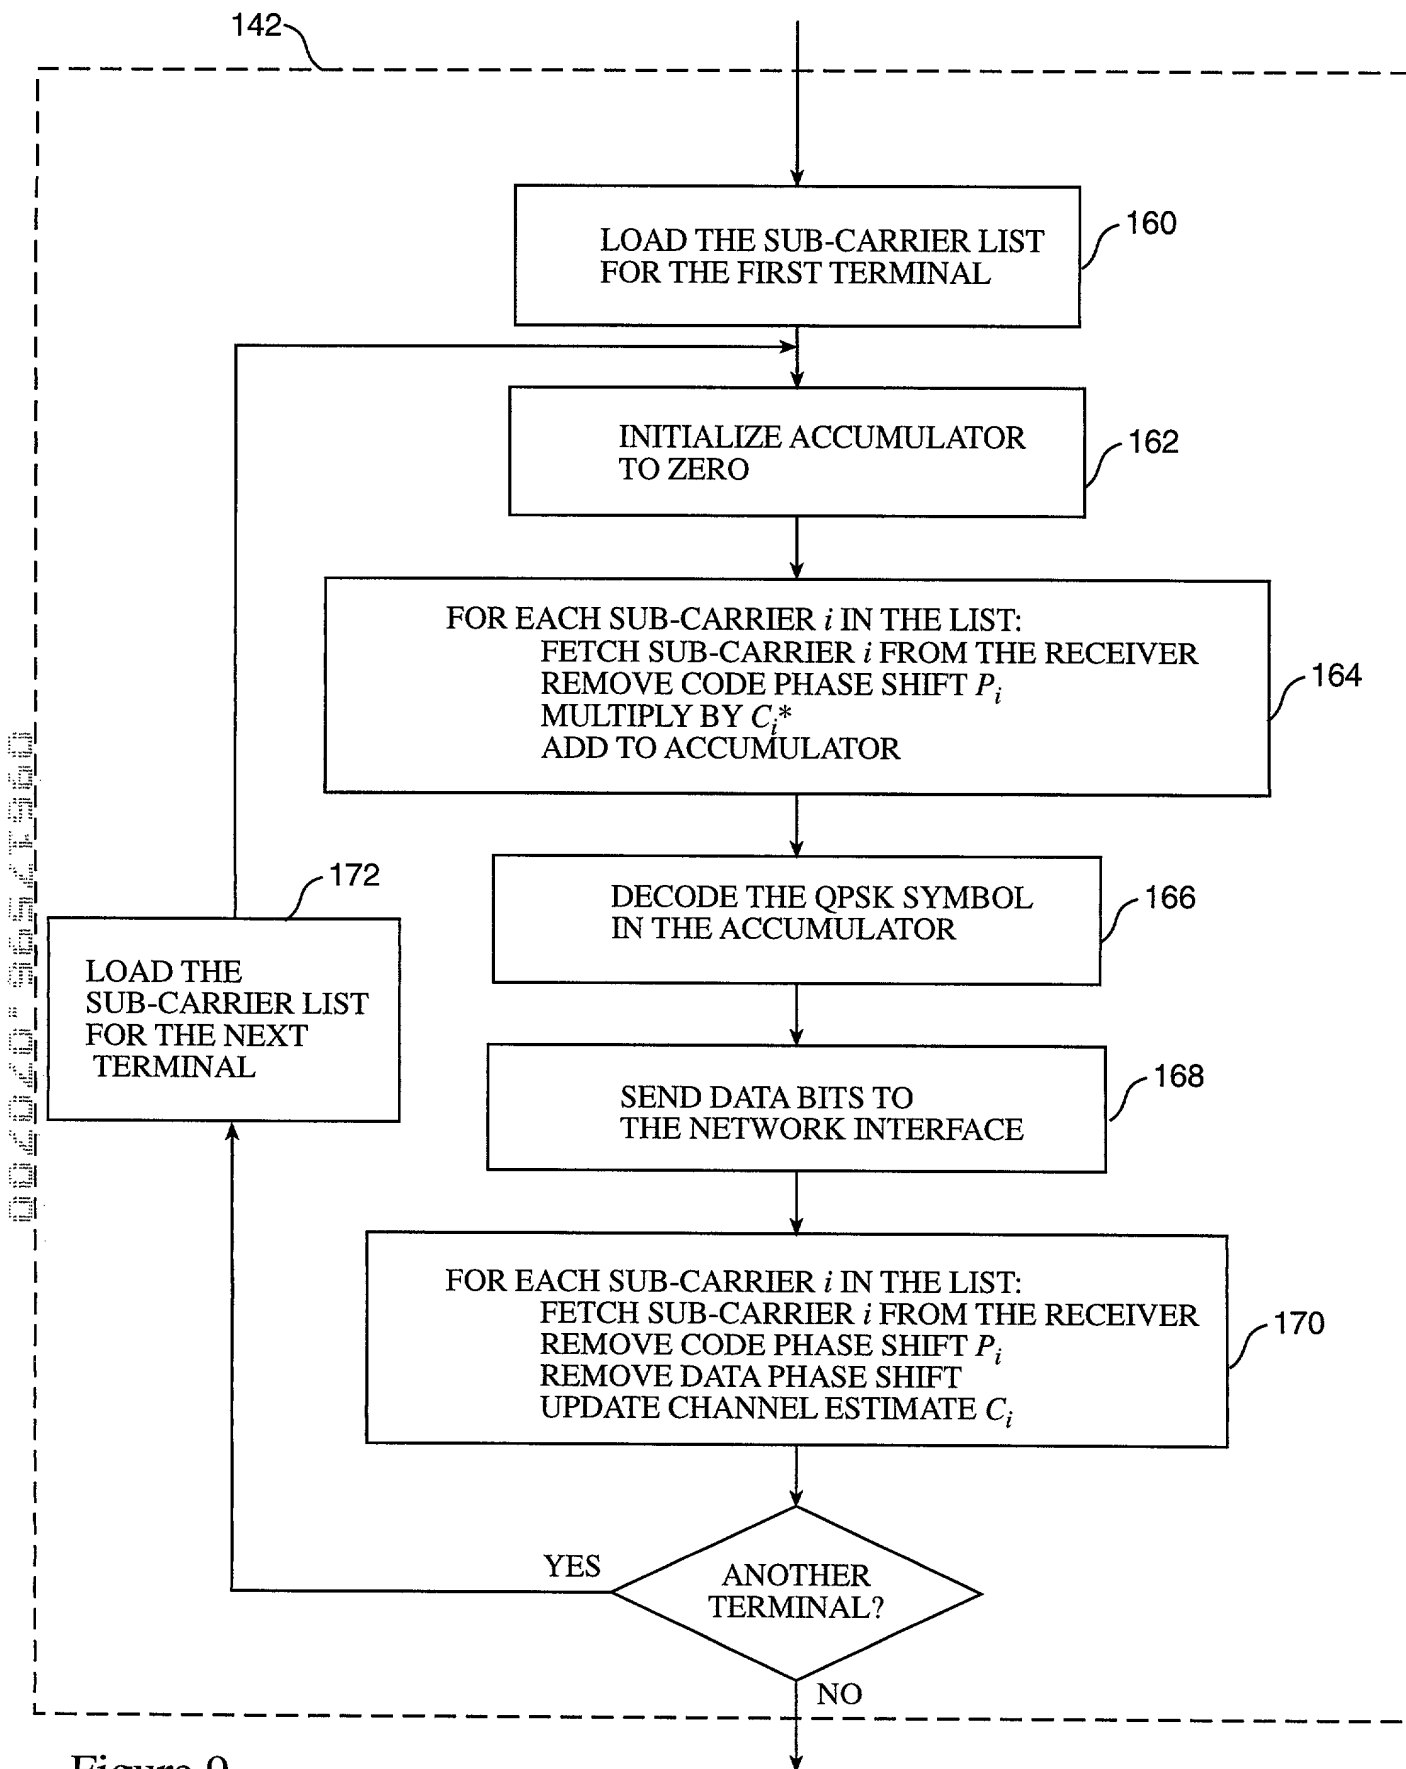 142
LOAD THE SUB-CARRIER LIST
FOR THE FIRST TERMINAL
160
INITIALIZE ACCUMULATOR
TO ZERO
162
FOR EACH SUB-CARRIER i IN THE LIST:
FETCH SUB-CARRIER i FROM THE RECEIVER
REMOVE CODE PHASE SHIFT Pi
MULTIPLY BY Ci*
ADD TO ACCUMULATOR
164
DECODE THE QPSK SYMBOL
IN THE ACCUMULATOR
166
172
LOAD THE
SUB-CARRIER LIST
FOR THE NEXT
TERMINAL
SEND DATA BITS TO
THE NETWORK INTERFACE
168
FOR EACH SUB-CARRIER i IN THE LIST:
FETCH SUB-CARRIER i FROM THE RECEIVER
REMOVE CODE PHASE SHIFT Pi
REMOVE DATA PHASE SHIFT
UPDATE CHANNEL ESTIMATE Ci
170
YES
ANOTHER
TERMINAL?
NO
Figure 9